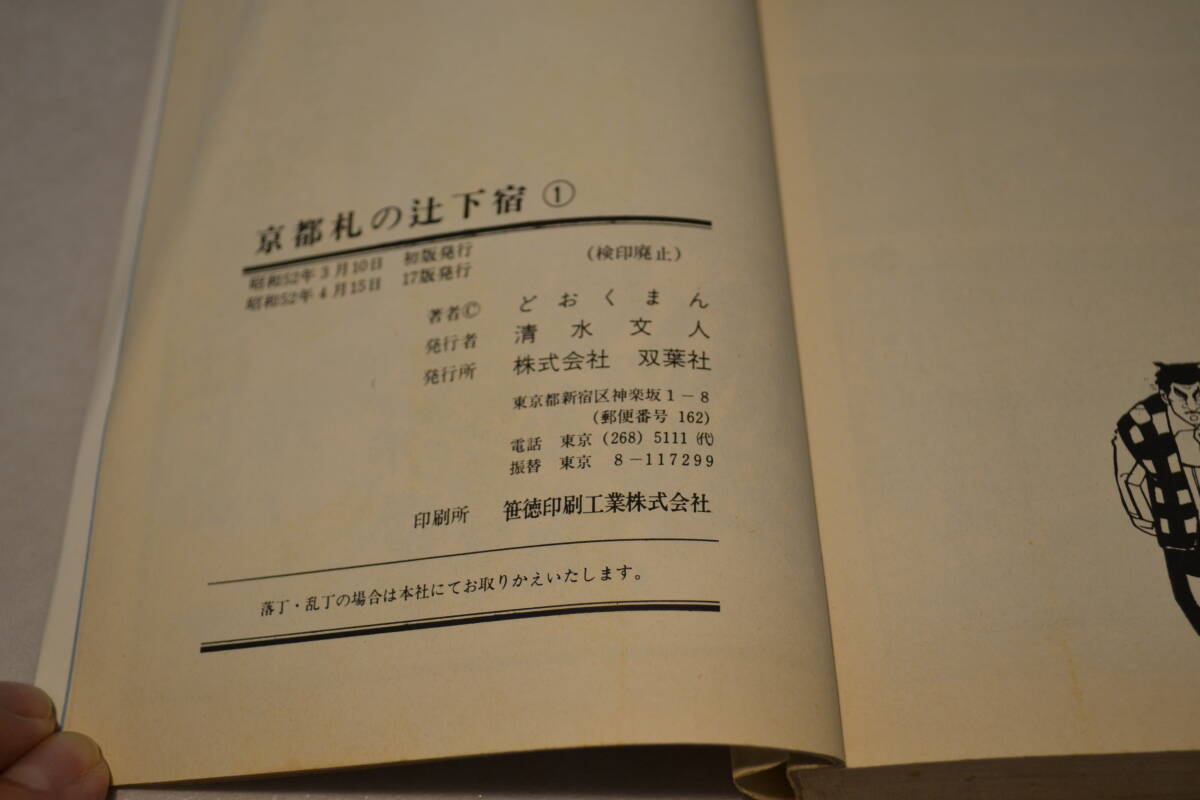 京都札の辻下宿 ①
昭和52年3月10日 初版発行 (検印廃止)
昭和52年4月15日 17版発行
著者© どおくまん
発行者 清水文人
発行所 株式会社 双葉社
東京都新宿区神楽坂1-8
(郵便番号 162)
電話 東京 (268) 5111 (代)
振替 東京 8-117299
印刷所 笹徳印刷工業株式会社
落丁・乱丁の場合は本社にてお取りかえいたします。